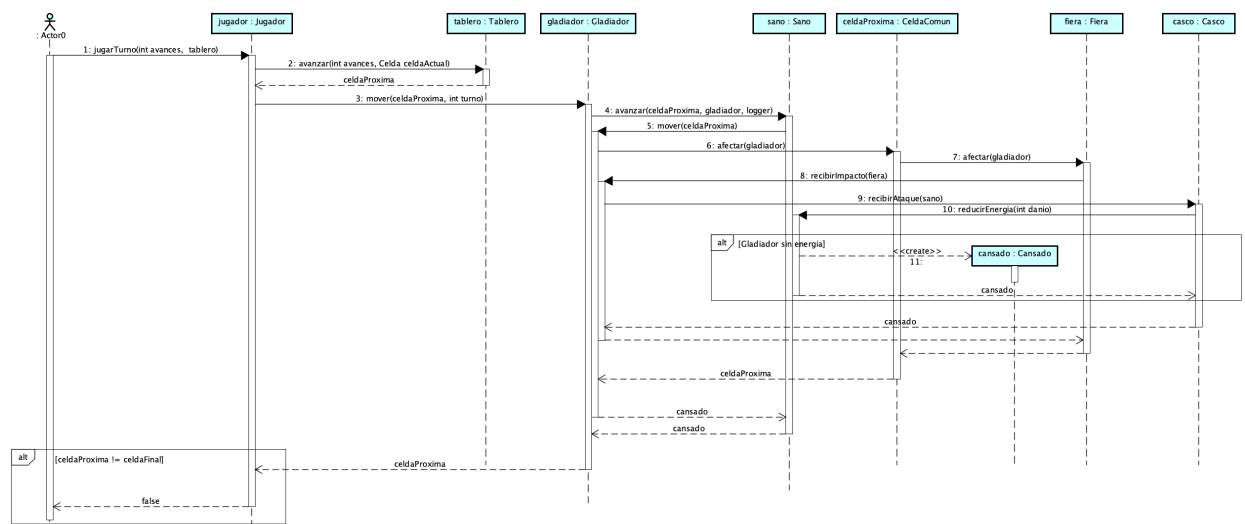 jugador : Jugador
tablero : Tablero
gladiador : Gladiador
sano : Sano
celdaProxima : CeldaComun
fiera : Fiera
casco : Casco
: Actor0
1: jugarTurno(int avances, tablero)
2: avanzar(int avances, Celda celdaActual)
celdaProxima
3: mover(celdaProxima, int turno)
4: avanzar(celdaProxima, gladiador, logger)
5: mover(celdaProxima)
6: afectar(gladiador)
7: afectar(gladiador)
8: recibirImpacto(fiera)
9: recibirAtaque(sano)
10: reducirEnergia(int danio)
alt [Gladiador sin energia]
<<create>>
11:
cansado : Cansado
cansado
cansado
celdaProxima
cansado
cansado
alt [celdaProxima != celdaFinal]
celdaProxima
false